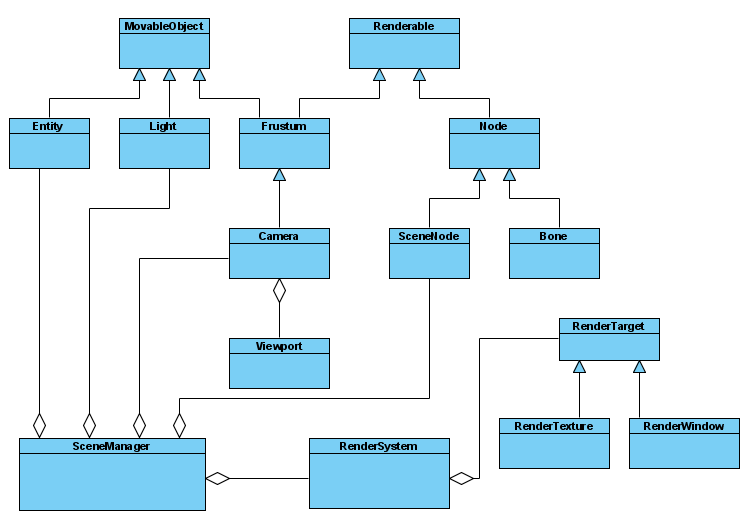 MovableObject
Renderable
Entity
Light
Frustum
Node
Camera
SceneNode
Bone
RenderTarget
Viewport
RenderTexture
RenderWindow
SceneManager
RenderSystem